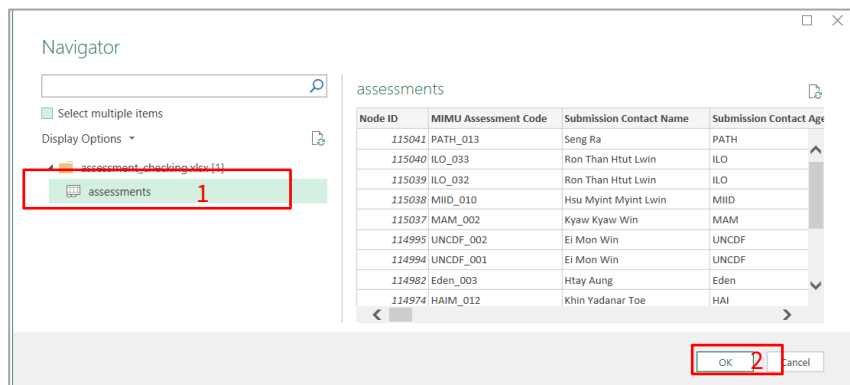 Navigator
Select multiple items
Display Options
assessment_checking.xlsx [1]
assessments
1
assessments
Node ID MIMU Assessment Code Submission Contact Name Submission Contact Age
115041 PATH_013 Seng Ra PATH
115040 ILO_033 Ron Than Htut Lwin ILO
115039 ILO_032 Ron Than Htut Lwin ILO
115038 MIID_010 Hsu Myint Myint Lwin MIID
115037 MAM_002 Kyaw Kyaw Win MAM
114995 UNCDF_002 Ei Mon Win UNCDF
114994 UNCDF_001 Ei Mon Win UNCDF
114982 Eden_003 Htay Aung Eden
114974 HAIM_012 Khin Yadanar Toe HAI
OK 2 Cancel